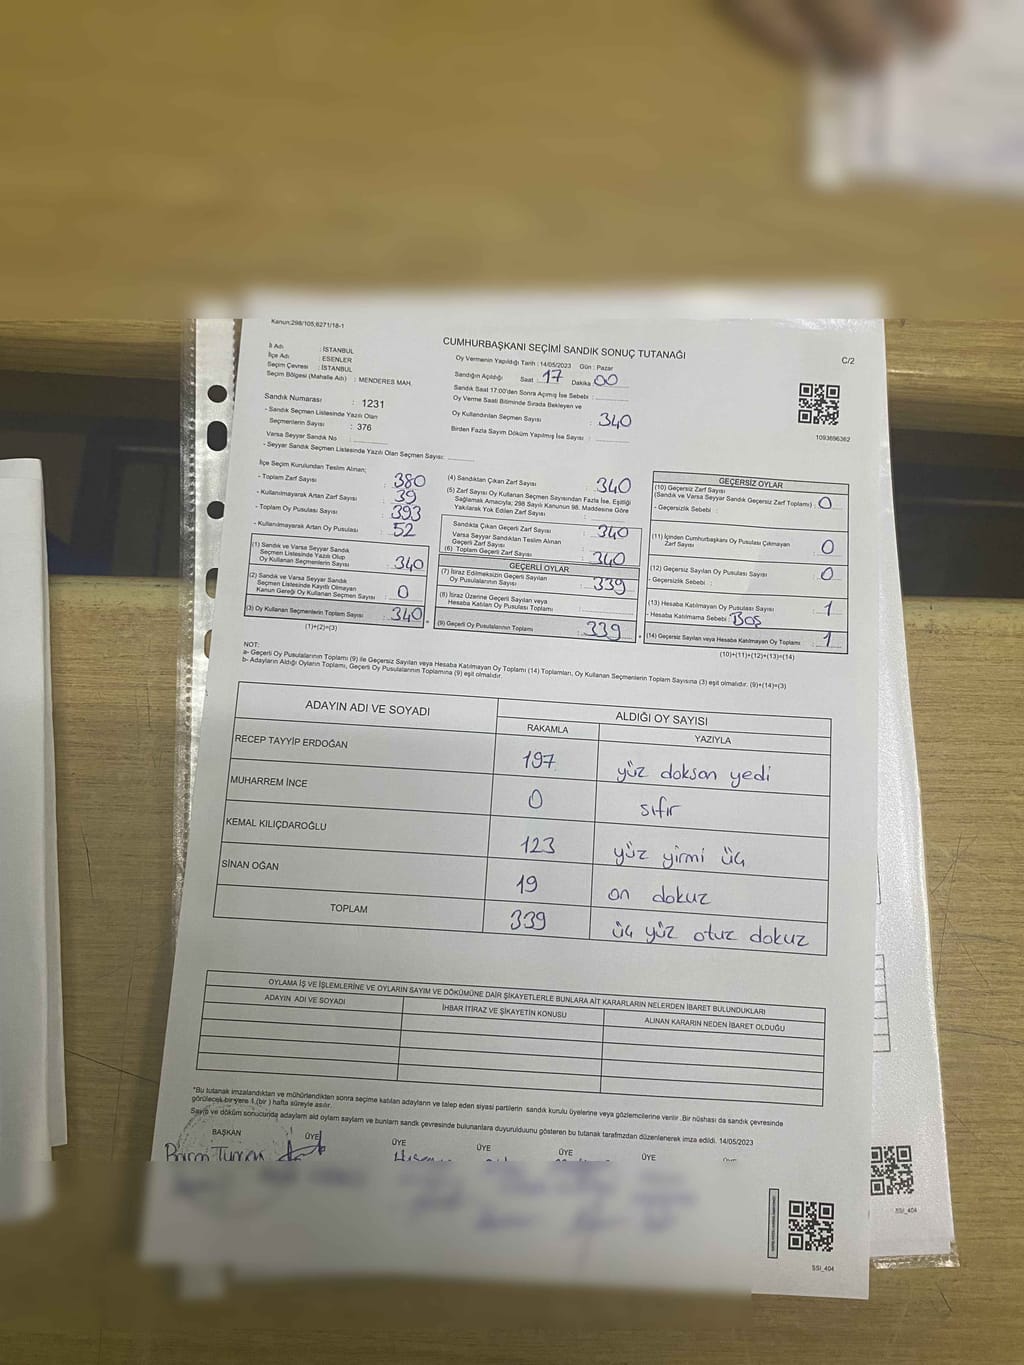 Kanun:298/105,6271/18-1
CUMHURBAŞKANI SEÇİMİ SANDIK SONUÇ TUTANAĞI
C/2
İl Adı : İSTANBUL
İlçe Adı : ESENLER
Seçim Çevresi : İSTANBUL
Seçim Bölgesi (Mahalle Adı) : MENDERES MAH.
Oy Vermenin Yapıldığı Tarih : 14/05/2023 Gün : Pazar
Sandığın Açıldığı Saat : 17 Dakika 00
Sandık Saat 17:00'den Sonra Açılmış İse Sebebi :
Oy Verme Saati Bitiminde Sırada Bekleyen ve
Oy Kullandırılan Seçmen Sayısı : 340
Birden Fazla Sayım Döküm Yapılmış İse Sayısı :
1093696362
Sandık Numarası : 1231
- Sandık Seçmen Listesinde Yazılı Olan
Seçmenlerin Sayısı : 376
Varsa Seyyar Sandık No :
- Seyyar Sandık Seçmen Listesinde Yazılı Olan Seçmen Sayısı:
İlçe Seçim Kurulundan Teslim Alınan;
- Toplam Zarf Sayısı : 380
- Kullanılmayarak Artan Zarf Sayısı : 39
- Toplam Oy Pusulası Sayısı : 393
- Kullanılmayarak Artan Oy Pusulası : 52
(1) Sandık ve Varsa Seyyar Sandık
Seçmen Listesinde Yazılı Olup
Oy Kullanan Seçmenlerin Sayısı : 340
(2) Sandık ve Varsa Seyyar Sandık
Seçmen Listesinde Kayıtlı Olmayan
Kanun Gereği Oy Kullanan Seçmen Sayısı : 0
(3) Oy Kullanan Seçmenlerin Toplam Sayısı : 340
(1)+(2)=(3)
(4) Sandıktan Çıkan Zarf Sayısı : 340
(5) Zarf Sayısı Oy Kullanan Seçmen Sayısından Fazla İse, Eşitliği
Sağlamak Amacıyla; 298 Sayılı Kanunun 98. Maddesine Göre
Yakılarak Yok Edilen Zarf Sayısı :
Sandıkta Çıkan Geçerli Zarf Sayısı : 340
Varsa Seyyar Sandıktan Teslim Alınan
Geçerli Zarf Sayısı :
(6) Toplam Geçerli Zarf Sayısı : 340
GEÇERLİ OYLAR
(7) İtiraz Edilmeksizin Geçerli Sayılan
Oy Pusulalarının Sayısı : 339
(8) İtiraz Üzerine Geçerli Sayılan veya
Hesaba Katılan Oy Pusulası Toplamı :
(9) Geçerli Oy Pusulalarının Toplamı : 339
GEÇERSİZ OYLAR
(10) Geçersiz Zarf Sayısı
(Sandık ve Varsa Seyyar Sandık Geçersiz Zarf Toplamı) : 0
- Geçersizlik Sebebi :
(11) İçinden Cumhurbaşkanı Oy Pusulası Çıkmayan
Zarf Sayısı : 0
(12) Geçersiz Sayılan Oy Pusulası Sayısı : 0
- Geçersizlik Sebebi :
(13) Hesaba Katılmayan Oy Pusulası Sayısı : 1
- Hesaba Katılmama Sebebi : BOŞ
(14) Geçersiz Sayılan veya Hesaba Katılmayan Oy Toplamı : 1
(10)+(11)+(12)+(13)=(14)
NOT:
a- Geçerli Oy Pusulalarının Toplamı (9) ile Geçersiz Sayılan veya Hesaba Katılmayan Oy Toplamı (14) Toplamları, Oy Kullanan Seçmenlerin Toplam Sayısına (3) eşit olmalıdır. (9)+(14)=(3)
b- Adayların Aldığı Oyların Toplamı, Geçerli Oy Pusulalarının Toplamına (9) eşit olmalıdır.
ADAYIN ADI VE SOYADI
ALDIĞI OY SAYISI
RAKAMLA YAZIYLA
RECEP TAYYİP ERDOĞAN 197 yüz doksan yedi
MUHARREM İNCE 0 sıfır
KEMAL KILIÇDAROĞLU 123 yüz yirmi üç
SİNAN OĞAN 19 on dokuz
TOPLAM 339 üç yüz otuz dokuz
OYLAMA İŞ VE İŞLEMLERİNE VE OYLARIN SAYIM VE DÖKÜMÜNE DAİR ŞİKAYETLERLE BUNLARA AİT KARARLARIN NELERDEN İBARET BULUNDUKLARI
ADAYIN ADI VE SOYADI İHBAR İTİRAZ VE ŞİKAYETİN KONUSU ALINAN KARARIN NEDEN İBARET OLDUĞU
*Bu tutanak imzalandıktan ve mühürlendikten sonra seçime katılan adayların ve talep eden siyasi partilerin sandık kurulu üyelerine veya gözlemcilerine verilir .Bir nüshası da sandık çevresinde
görülecek bir yere 1 (bir ) hafta süreyle asılır.
Sayım ve döküm sonucunda adayların aldı oyların sayıların ve bunların sandık çevresinde bulunanlara duyurulduunu gösteren bu tutanak tarafımızdan düzenlenerek imza edildi. 14/05/2023
BAŞKAN ÜYE ÜYE ÜYE ÜYE ÜYE
SSI_404
SSI_404